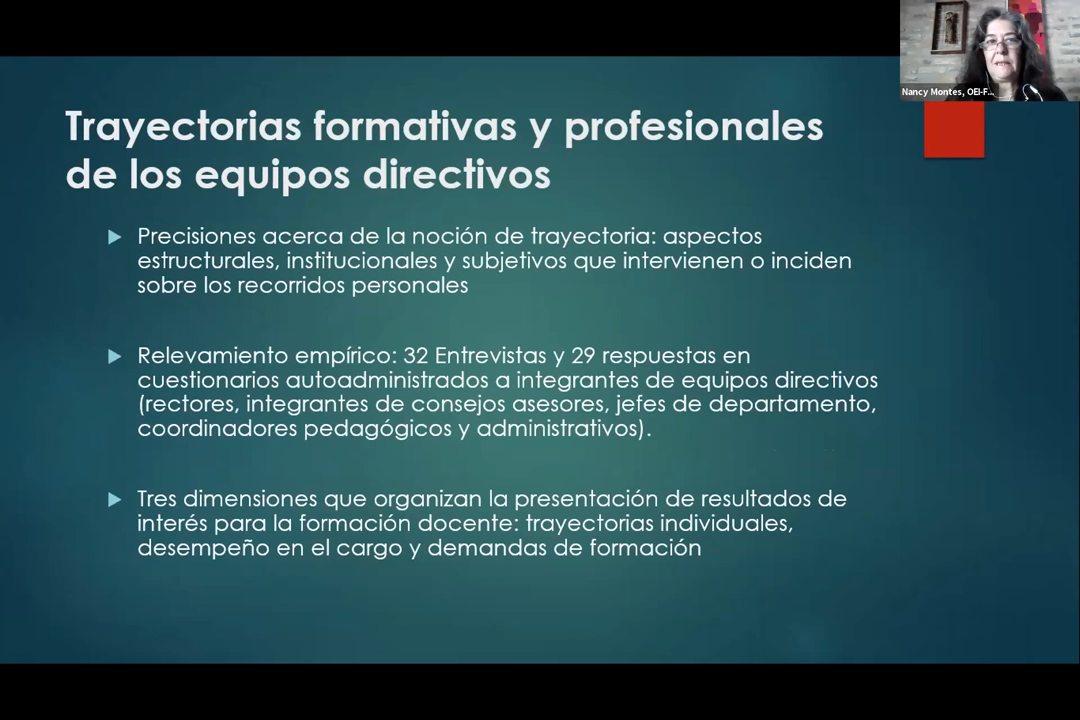 Nancy Montes, OEI-F...
Trayectorias formativas y profesionales
de los equipos directivos
Precisiones acerca de la noción de trayectoria: aspectos
estructurales, institucionales y subjetivos que intervienen o inciden
sobre los recorridos personales
Relevamiento empírico: 32 Entrevistas y 29 respuestas en
cuestionarios autoadministrados a integrantes de equipos directivos
(rectores, integrantes de consejos asesores, jefes de departamento,
coordinadores pedagógicos y administrativos).
Tres dimensiones que organizan la presentación de resultados de
interés para la formación docente: trayectorias individuales,
desempeño en el cargo y demandas de formación